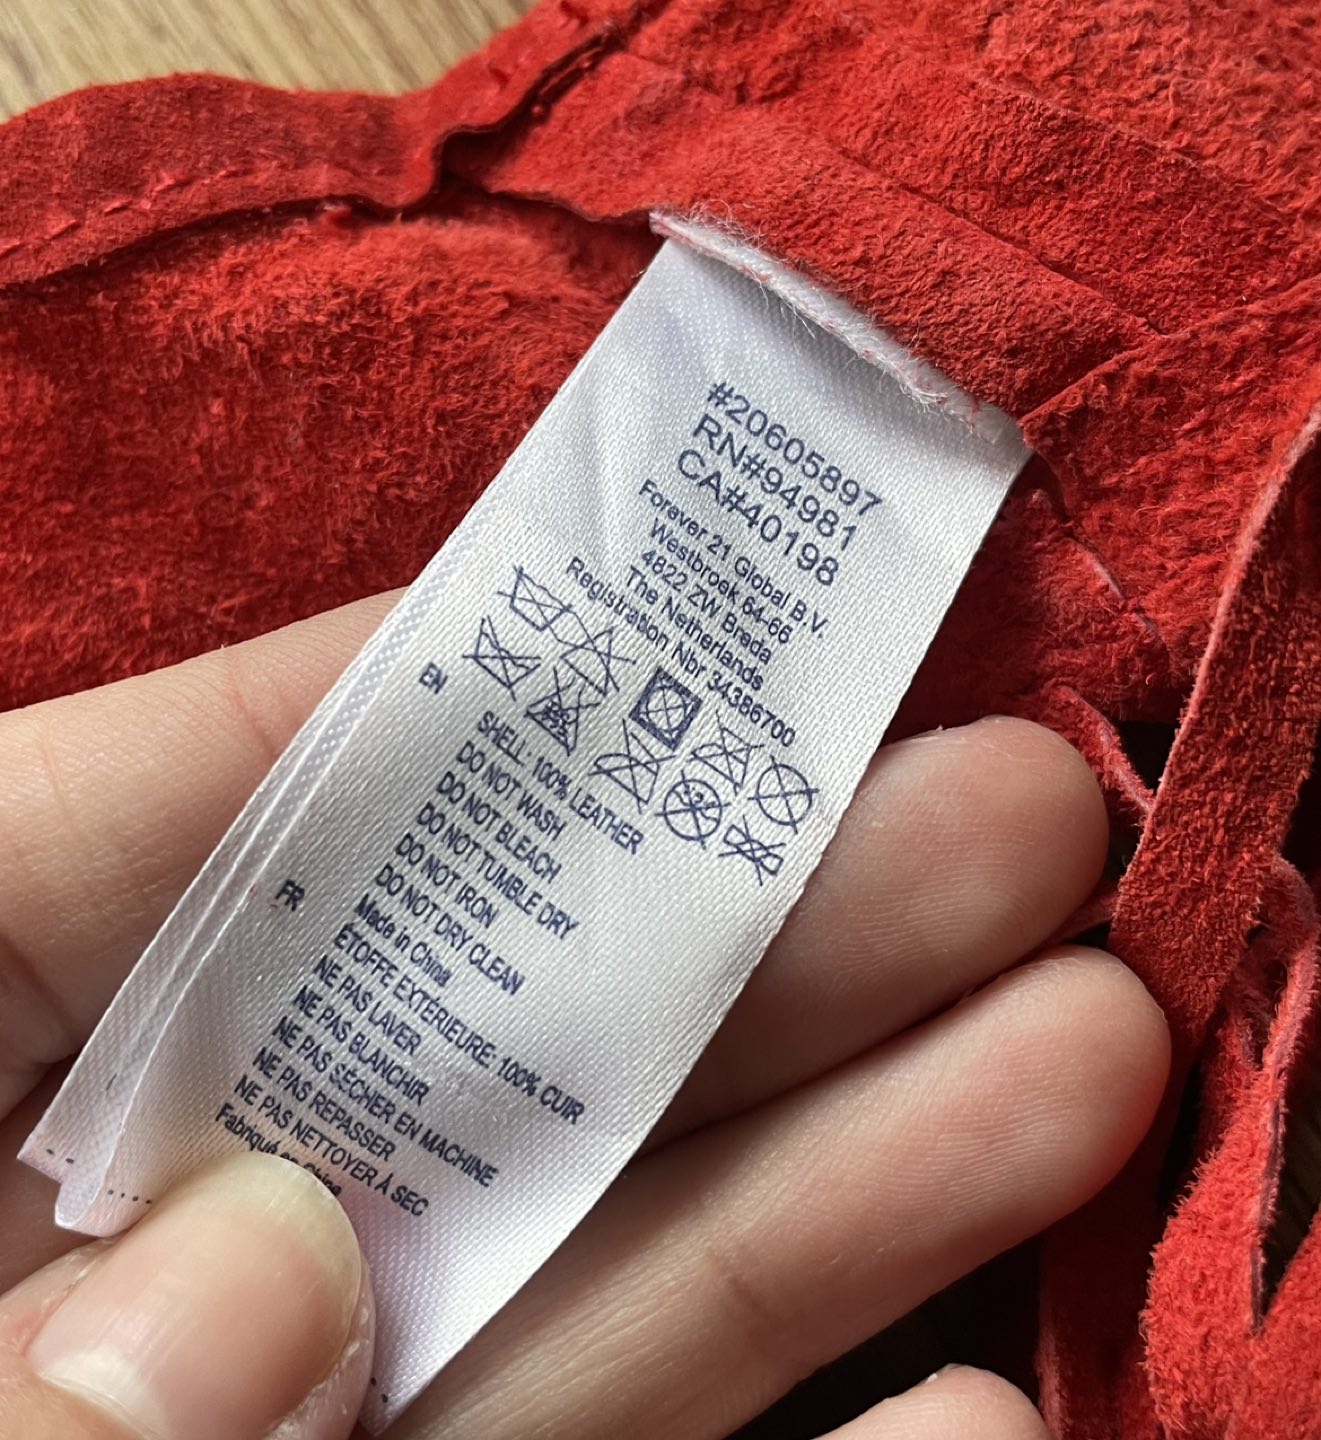 #20605897
RN#94981
CA#40198
Forever 21 Global B.V.
Westbroek 64-66
4822 ZW Breda
The Netherlands
Registration Nbr 34386700
EN
SHELL: 100% LEATHER
DO NOT WASH
DO NOT BLEACH
DO NOT TUMBLE DRY
DO NOT IRON
DO NOT DRY CLEAN
Made in China
FR
ÉTOFFE EXTÉRIEURE: 100% CUIR
NE PAS LAVER
NE PAS BLANCHIR
NE PAS SÉCHER EN MACHINE
NE PAS REPASSER
NE PAS NETTOYER À SEC
Fabriqué en China